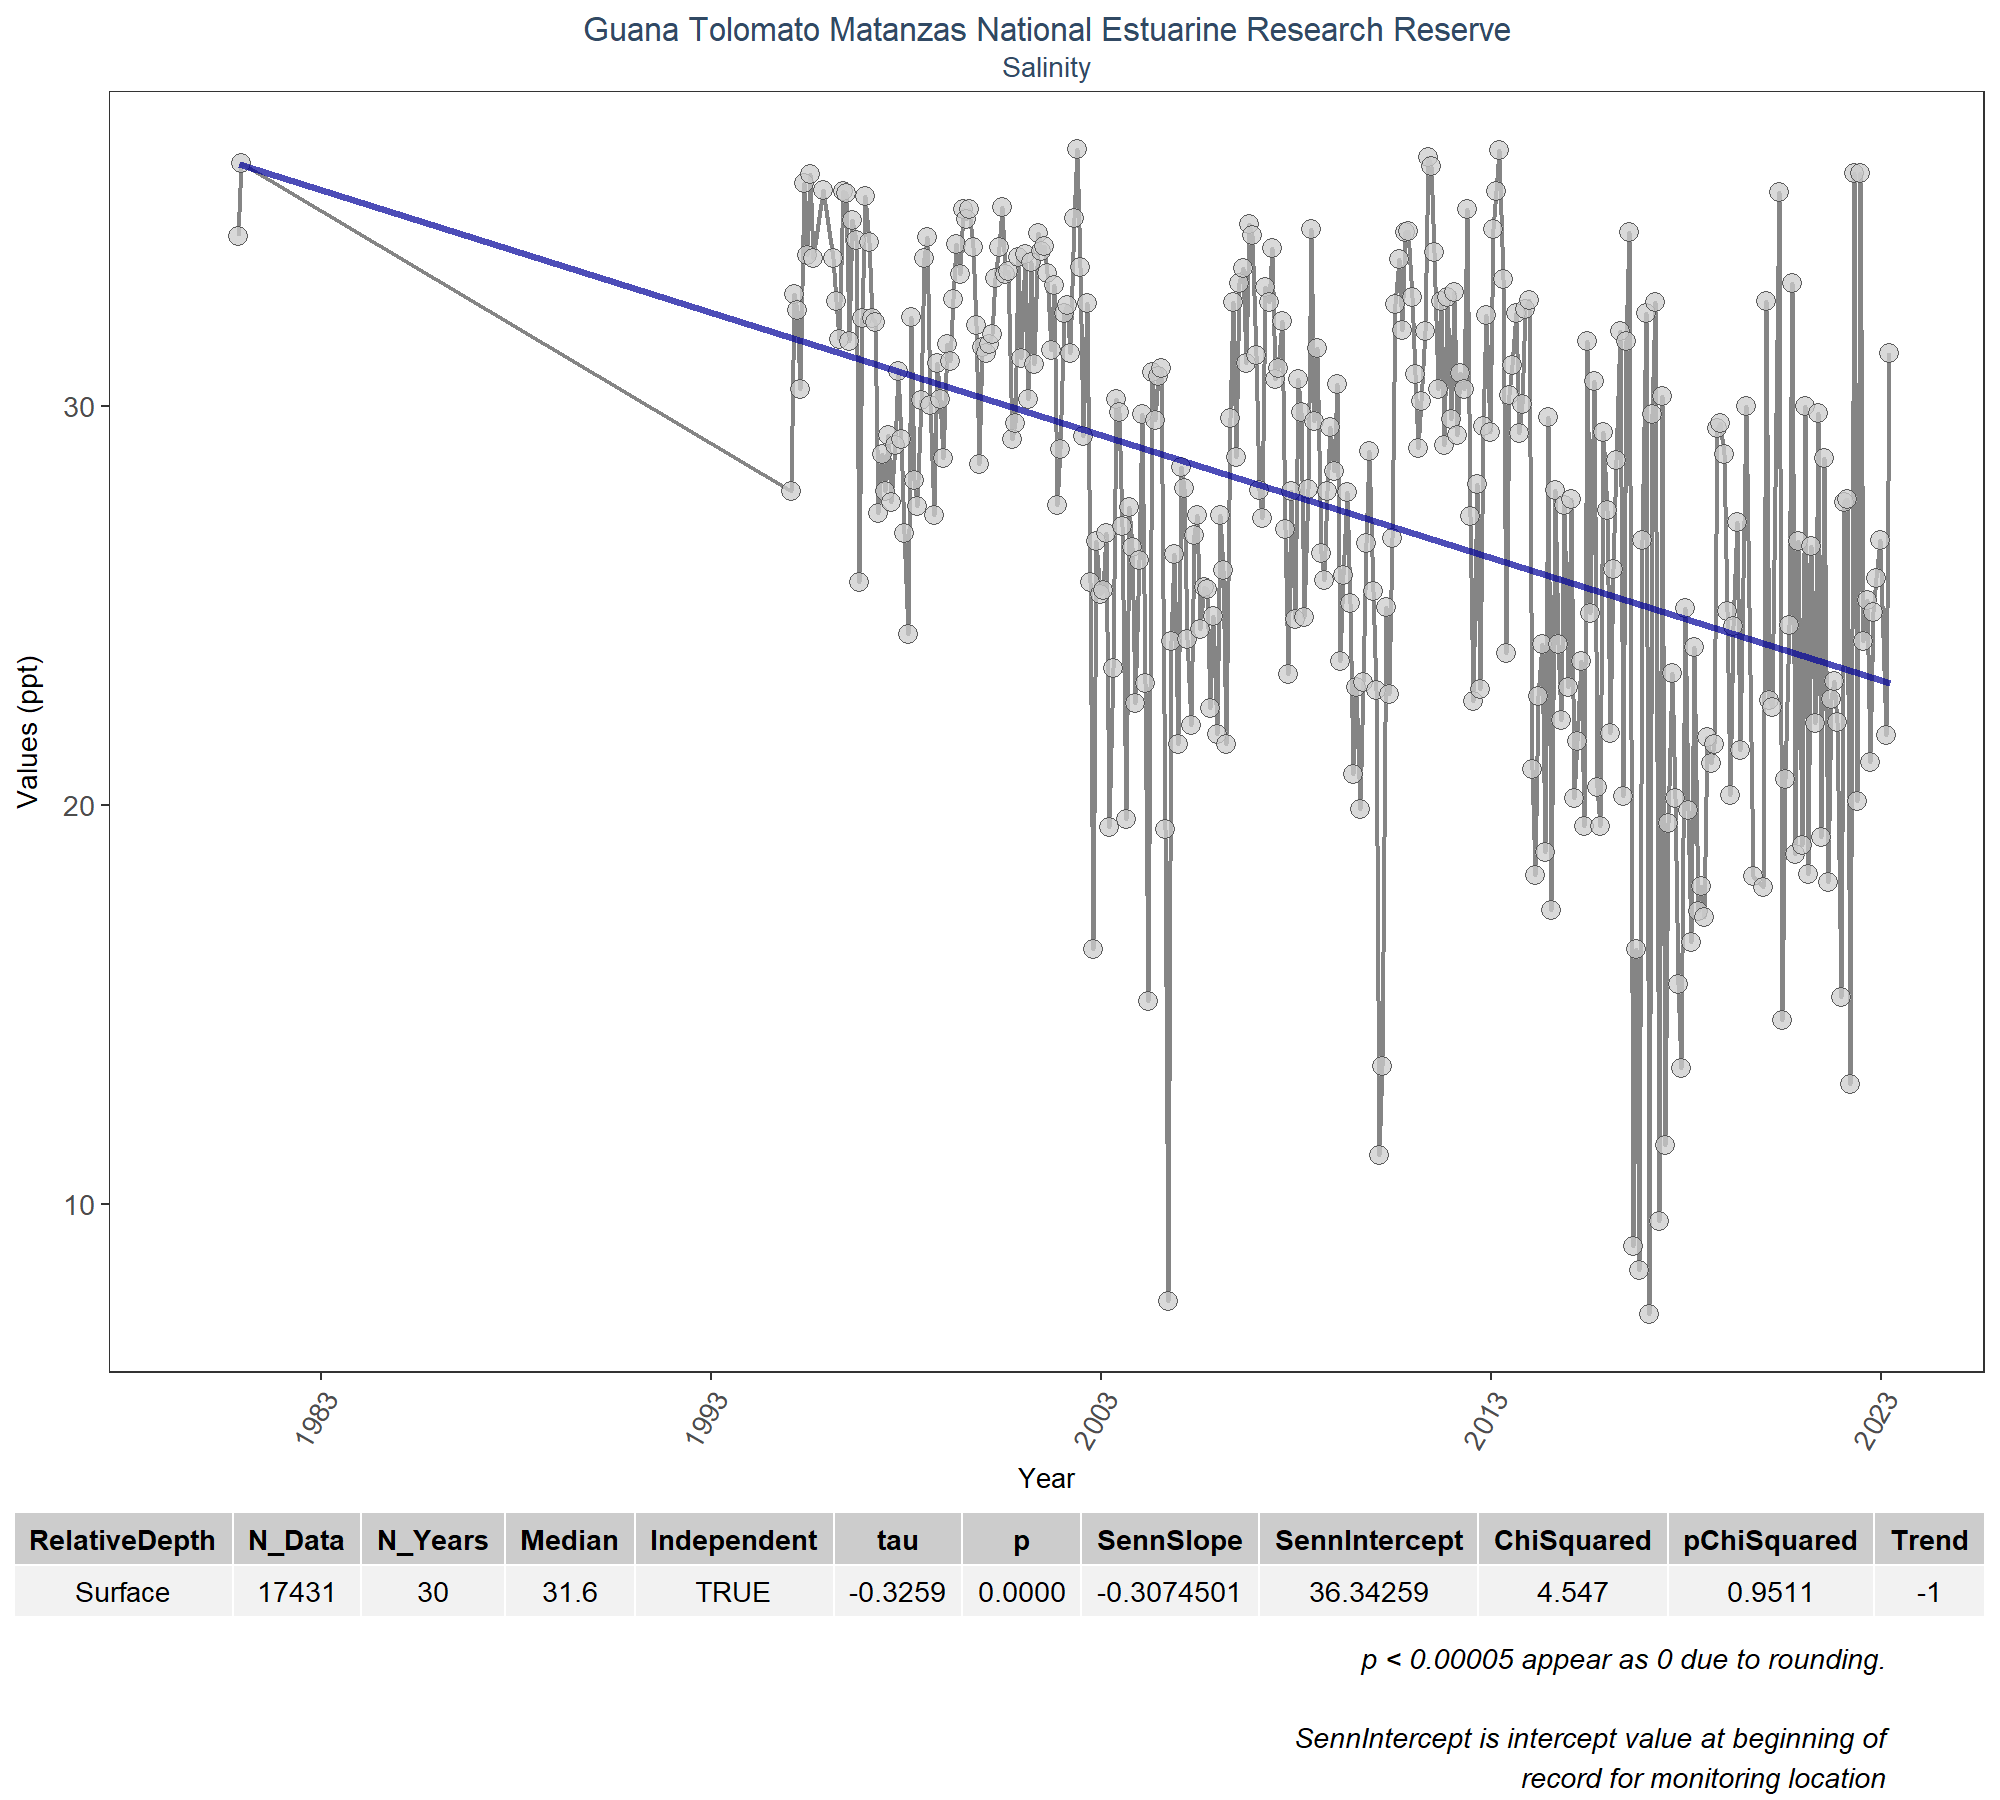 Guana Tolomato Matanzas National Estuarine Research Reserve
Salinity
Values (ppt)
30
20
10
1983
1993
2003
2013
2023
Year
RelativeDepth N_Data N_Years Median Independent tau p SennSlope SennIntercept ChiSquared pChiSquared Trend
Surface 17431 30 31.6 TRUE -0.3259 0.0000 -0.3074501 36.34259 4.547 0.9511 -1
p < 0.00005 appear as 0 due to rounding.
SennIntercept is intercept value at beginning of
record for monitoring location